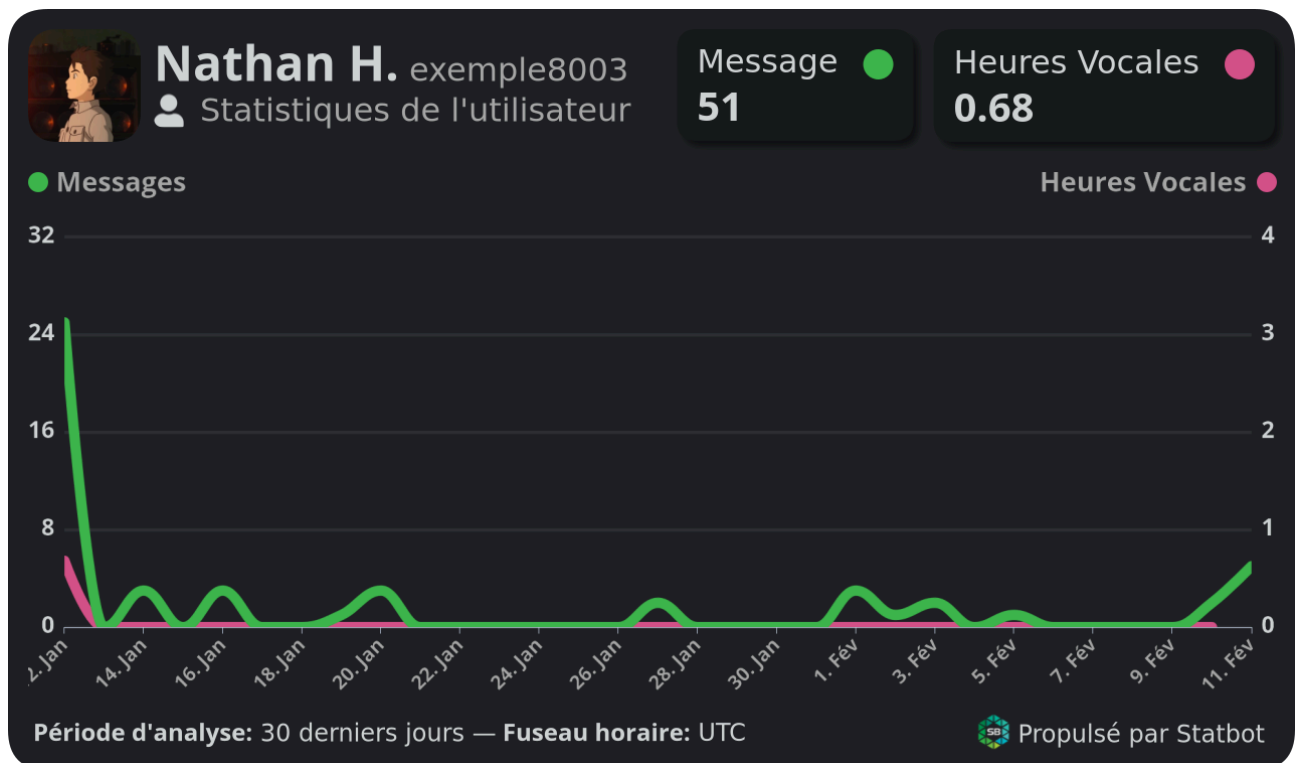 Nathan H. exemple8003
Statistiques de l'utilisateur
Message
51
Heures Vocales
0.68
Messages
Heures Vocales
32
24
16
8
0
4
3
2
1
0
2. Jan
14. Jan
16. Jan
18. Jan
20. Jan
22. Jan
24. Jan
26. Jan
28. Jan
30. Jan
1. Fév
3. Fév
5. Fév
7. Fév
9. Fév
11. Fév
Période d'analyse: 30 derniers jours — Fuseau horaire: UTC
SB
Propulsé par Statbot